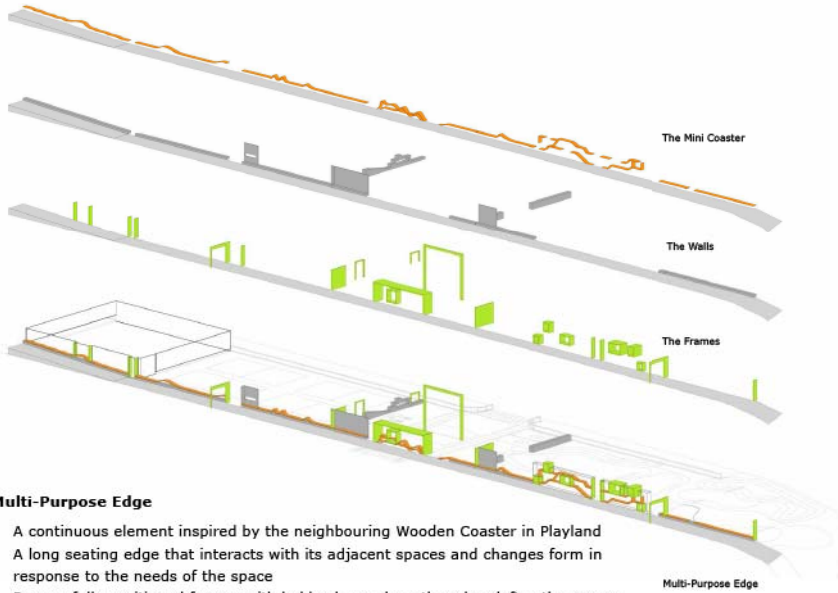 The Mini Coaster
The Walls
The Frames
Multi-Purpose Edge
A continuous element inspired by the neighbouring Wooden Coaster in Playland
A long seating edge that interacts with its adjacent spaces and changes form in
response to the needs of the space
Multi-Purpose Edge